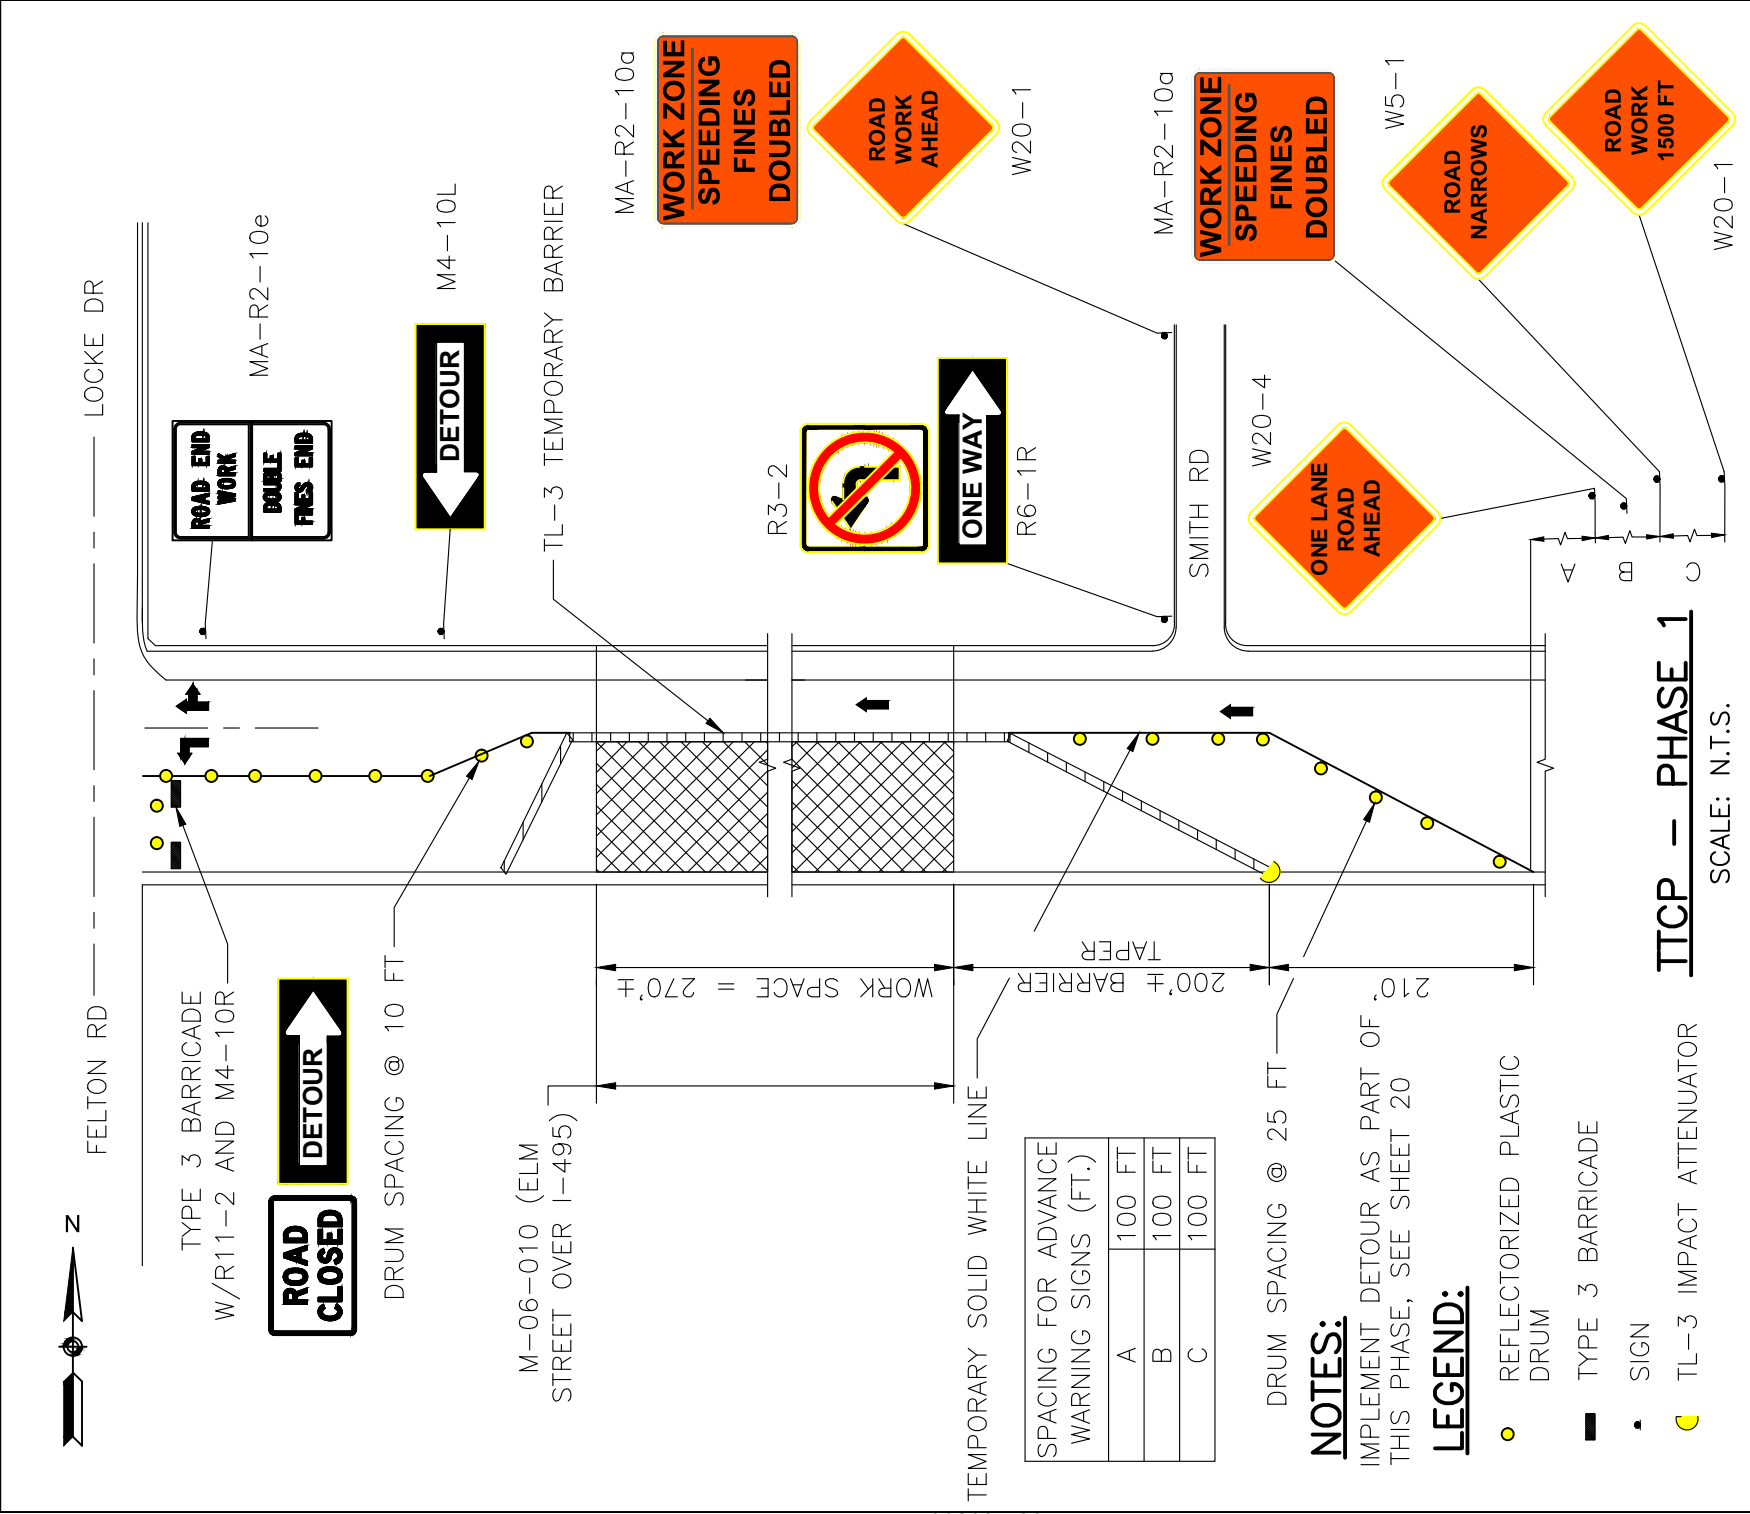 FELTON RD
LOCKE DR
N
TYPE 3 BARRICADE
W/R11-2 AND M4-10R
ROAD
CLOSED
DETOUR
DRUM SPACING @ 10 FT
ROAD END
WORK
DOUBLE
FINES END
MA-R2-10e
DETOUR
M4-10L
TL-3 TEMPORARY BARRIER
M-06-010 (ELM
STREET OVER I-495)
WORK SPACE = 270'±
200'± BARRIER
TAPER
210'
MA-R2-10a
WORK ZONE
SPEEDING
FINES
DOUBLED
ROAD
WORK
AHEAD
W20-1
R3-2
ONE WAY
R6-1R
SMITH RD
MA-R2-10a
WORK ZONE
SPEEDING
FINES
DOUBLED
W20-4
ONE LANE
ROAD
AHEAD
W5-1
ROAD
NARROWS
ROAD
WORK
1500 FT
W20-1
A
B
C
TEMPORARY SOLID WHITE LINE
SPACING FOR ADVANCE
WARNING SIGNS (FT.)
A 100 FT
B 100 FT
C 100 FT
DRUM SPACING @ 25 FT
NOTES:
IMPLEMENT DETOUR AS PART OF
THIS PHASE, SEE SHEET 20
LEGEND:
REFLECTORIZED PLASTIC
DRUM
TYPE 3 BARRICADE
SIGN
TL-3 IMPACT ATTENUATOR
TTCP - PHASE 1
SCALE: N.T.S.